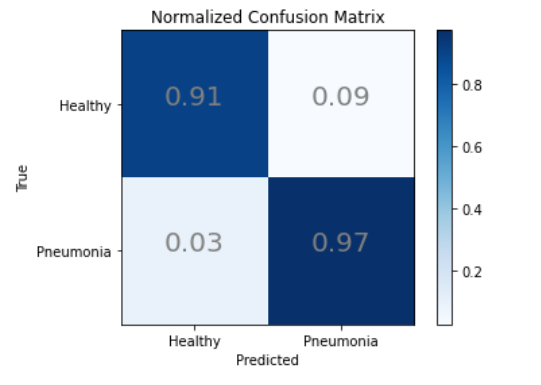 Normalized Confusion Matrix
Healthy
0.91
0.09
0.8
0.6
True
0.4
Pneumonia
0.03
0.97
0.2
Healthy
Pneumonia
Predicted